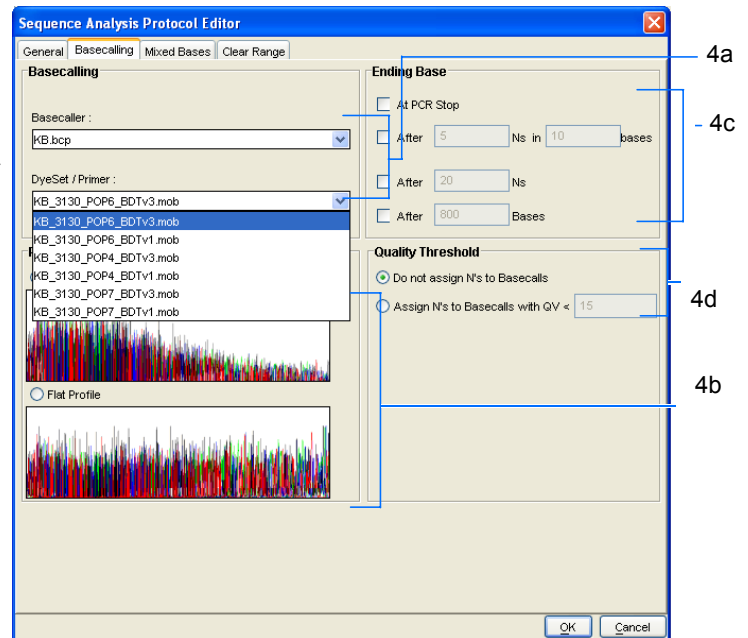 Sequence Analysis Protocol Editor
General Basecalling Mixed Bases Clear Range
Basecalling
Basecaller :
KB.bcp
DyeSet / Primer :
KB_3130_POP6_BDTv3.mob
KB_3130_POP6_BDTv3.mob
KB_3130_POP6_BDTv1.mob
KB_3130_POP4_BDTv3.mob
KB_3130_POP4_BDTv1.mob
KB_3130_POP7_BDTv3.mob
KB_3130_POP7_BDTv1.mob
Flat Profile
Ending Base
At PCR Stop
After 5 Ns in 10 bases
After 20 Ns
After 800 Bases
Quality Threshold
Do not assign N's to Basecalls
Assign N's to Basecalls with QV < 15
OK Cancel
4a
4c
4d
4b